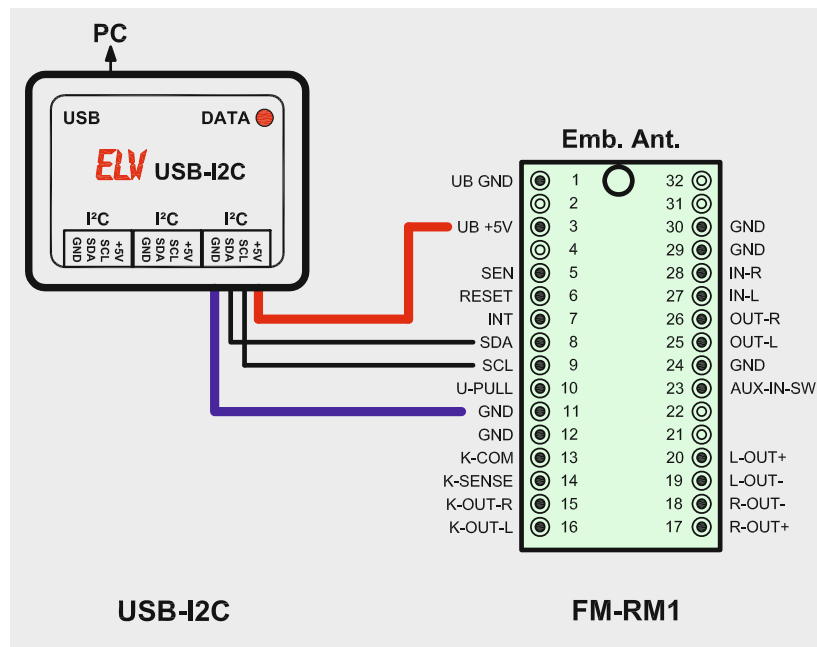 PC
USB DATA
ELV USB-I2C
I²C I²C I²C
GND SDA SCL +5V GND SDA SCL +5V GND SDA SCL +5V
Emb. Ant.
UB GND 1 32
2 31
UB +5V 3 30 GND
4 29 GND
SEN 5 28 IN-R
RESET 6 27 IN-L
INT 7 26 OUT-R
SDA 8 25 OUT-L
SCL 9 24 GND
U-PULL 10 23 AUX-IN-SW
GND 11 22
GND 12 21
K-COM 13 20 L-OUT+
K-SENSE 14 19 L-OUT-
K-OUT-R 15 18 R-OUT-
K-OUT-L 16 17 R-OUT+
USB-I2C FM-RM1